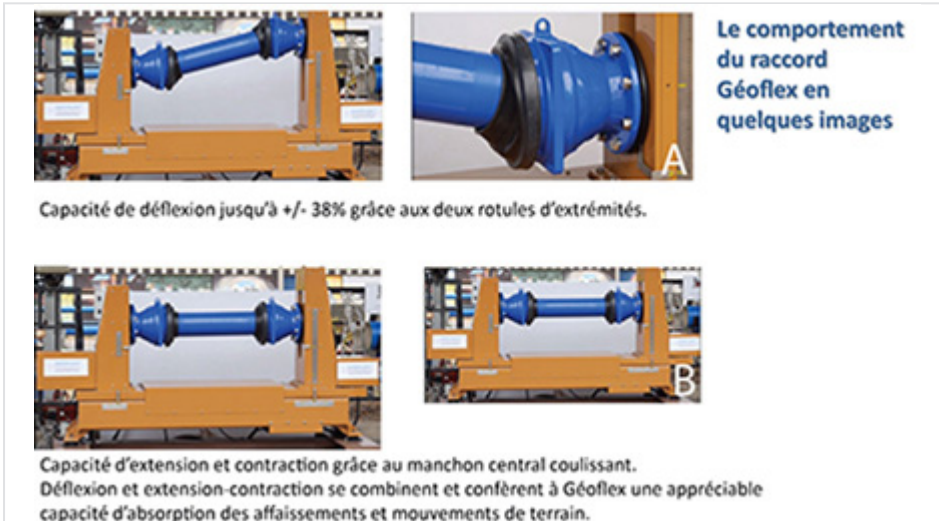 Le comportement
du raccord
Géoflex en
quelques images
A
Capacité de déflexion jusqu'à +/- 38% grâce aux deux rotules d'extrémités.
B
Capacité d'extension et contraction grâce au manchon central coulissant.
Déflexion et extension-contraction se combinent et confèrent à Géoflex une appréciable
capacité d'absorption des affaissements et mouvements de terrain.